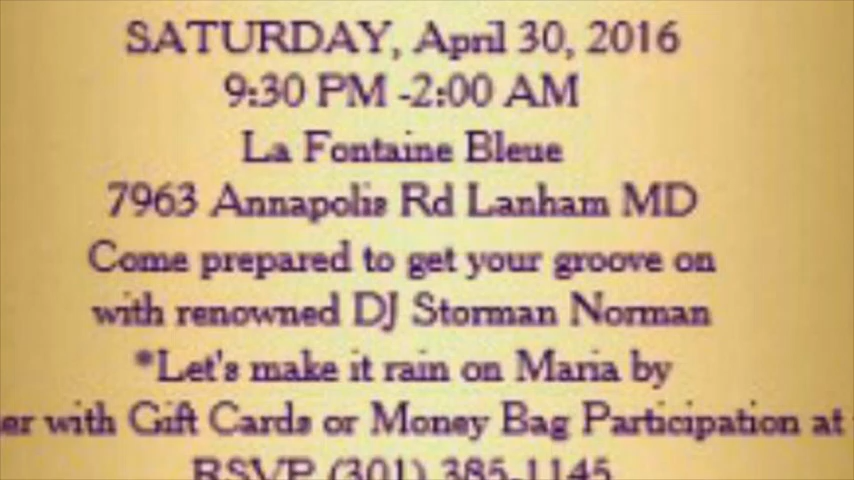 SATURDAY, April 30, 2016
9:30 PM -2:00 AM
La Fontaine Bleue
7963 Annapolis Rd Lanham MD
Come prepared to get your groove on
with renowned DJ Storman Norman
*Let's make it rain on Maria by
er with Gift Cards or Money Bag Participation at
RSVP (301) 385-1145